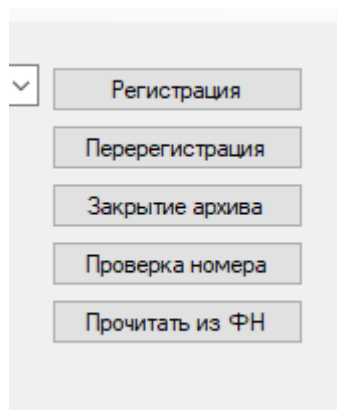 Регистрация
Перерегистрация
Закрытие архива
Проверка номера
Прочитать из ФН